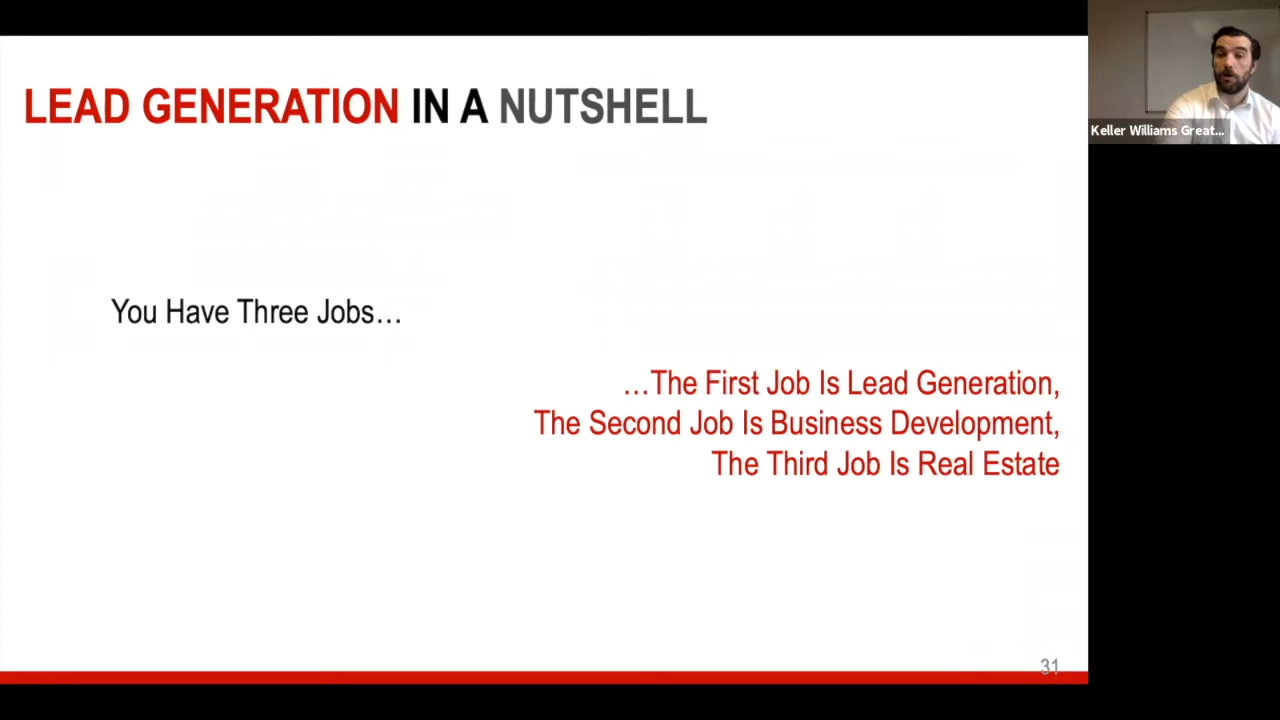 LEAD GENERATION IN A NUTSHELL
Keller Williams Great...
You Have Three Jobs…
…The First Job Is Lead Generation,
The Second Job Is Business Development,
The Third Job Is Real Estate
31